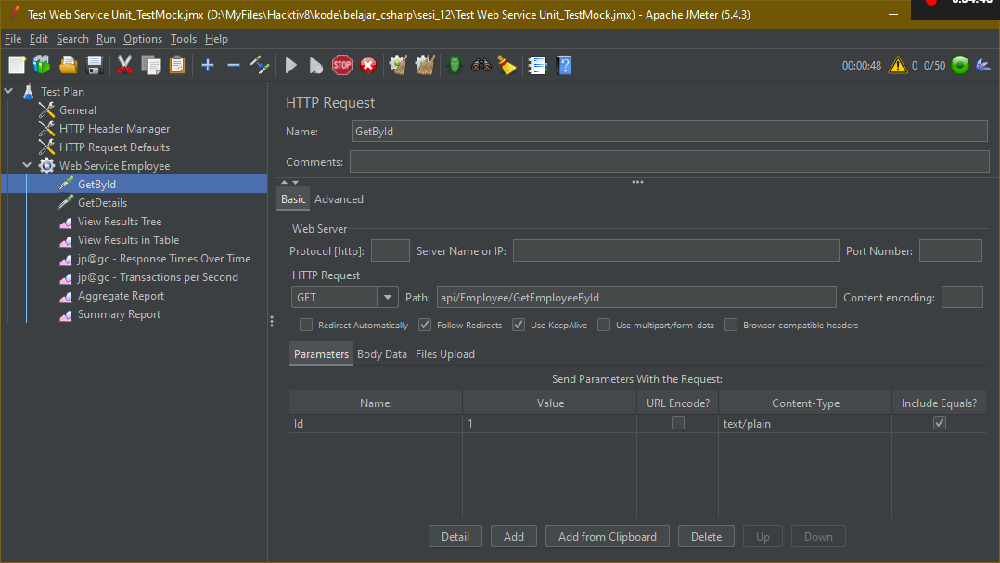 Test Web Service Unit_TestMock.jmx (D:\MyFiles\Hacktiv8\kode\belajar_csharp\sesi_12\Test Web Service Unit_TestMock.jmx) - Apache JMeter (5.4.3)
File Edit Search Run Options Tools Help
STOP
00:00:48 0 0/50
Test Plan
General
HTTP Header Manager
HTTP Request Defaults
Web Service Employee
GetById
GetDetails
View Results Tree
View Results in Table
jp@gc - Response Times Over Time
jp@gc - Transactions per Second
Aggregate Report
Summary Report
HTTP Request
Name: GetById
Comments:
Basic Advanced
Web Server
Protocol [http]: Server Name or IP: Port Number:
HTTP Request
GET Path: api/Employee/GetEmployeeById Content encoding:
Redirect Automatically Follow Redirects Use KeepAlive Use multipart/form-data Browser-compatible headers
Parameters Body Data Files Upload
Send Parameters With the Request:
Name: Value URL Encode? Content-Type Include Equals?
Id 1 text/plain
Detail Add Add from Clipboard Delete Up Down